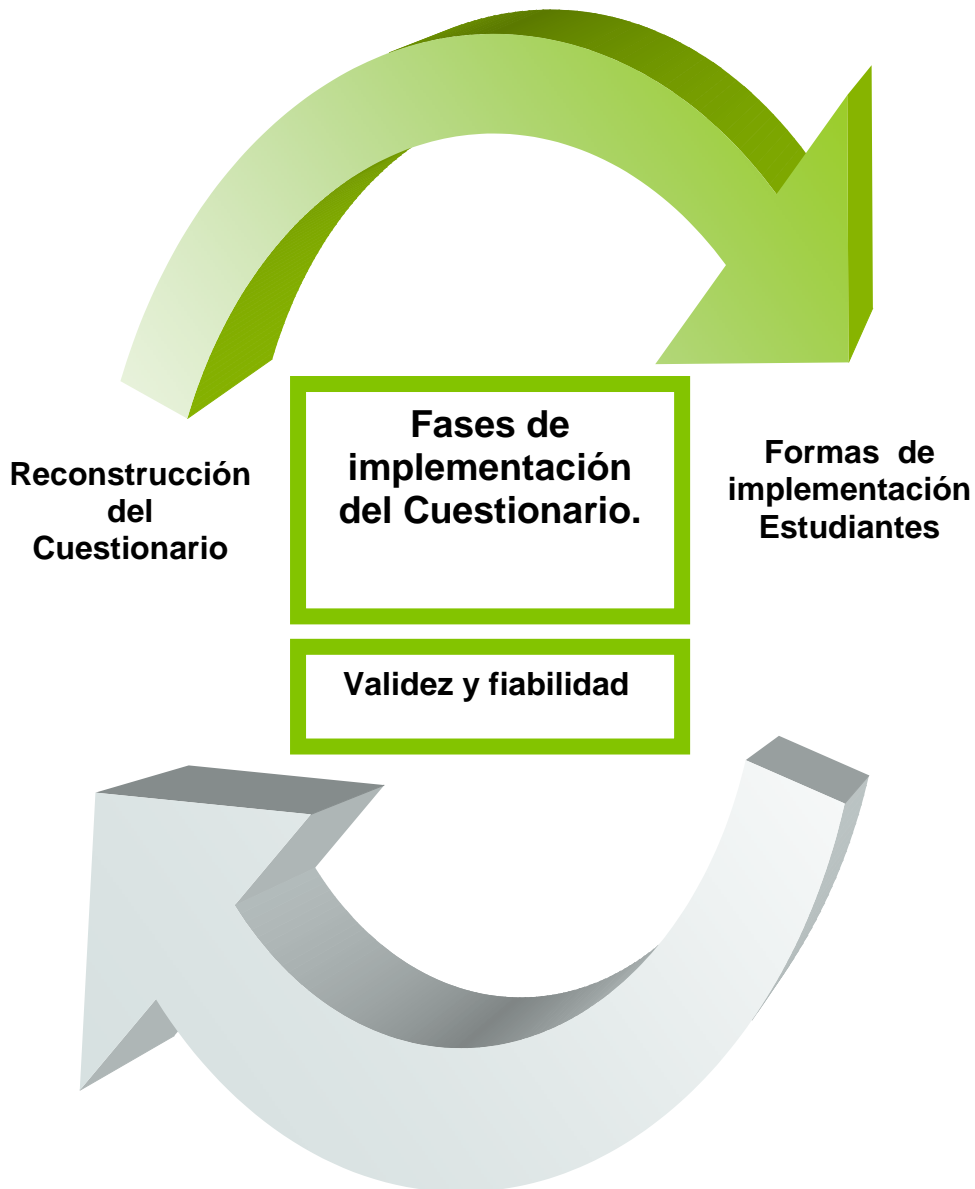 Fases de
implementación
del Cuestionario.
Reconstrucción
del
Cuestionario
Formas  de
implementación
Estudiantes
Validez y fiabilidad